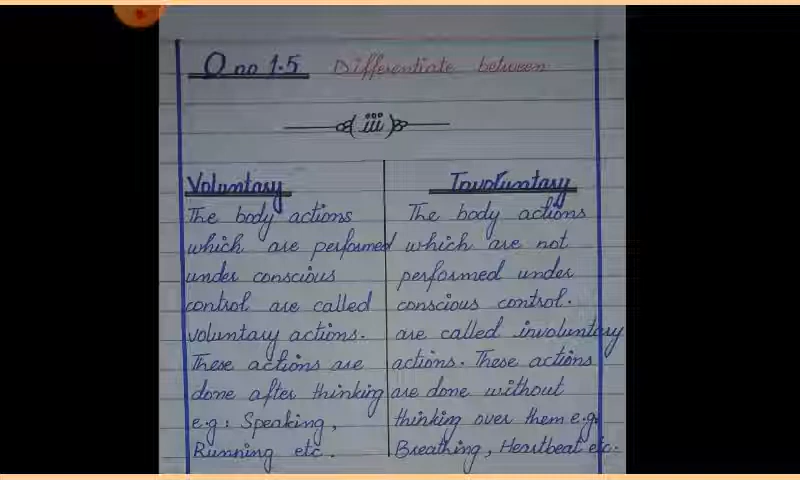 Q no 1.5 Differentiate between
(iii)
Voluntary
The body actions
which are performed
under conscious
control are called
voluntary actions.
These actions are
done after thinking
e.g: Speaking,
Running etc.
Involuntary
The body actions
which are not
performed under
conscious control.
are called involuntary
actions. These actions
are done without
thinking over them e.g.
Breathing, Heartbeat etc.